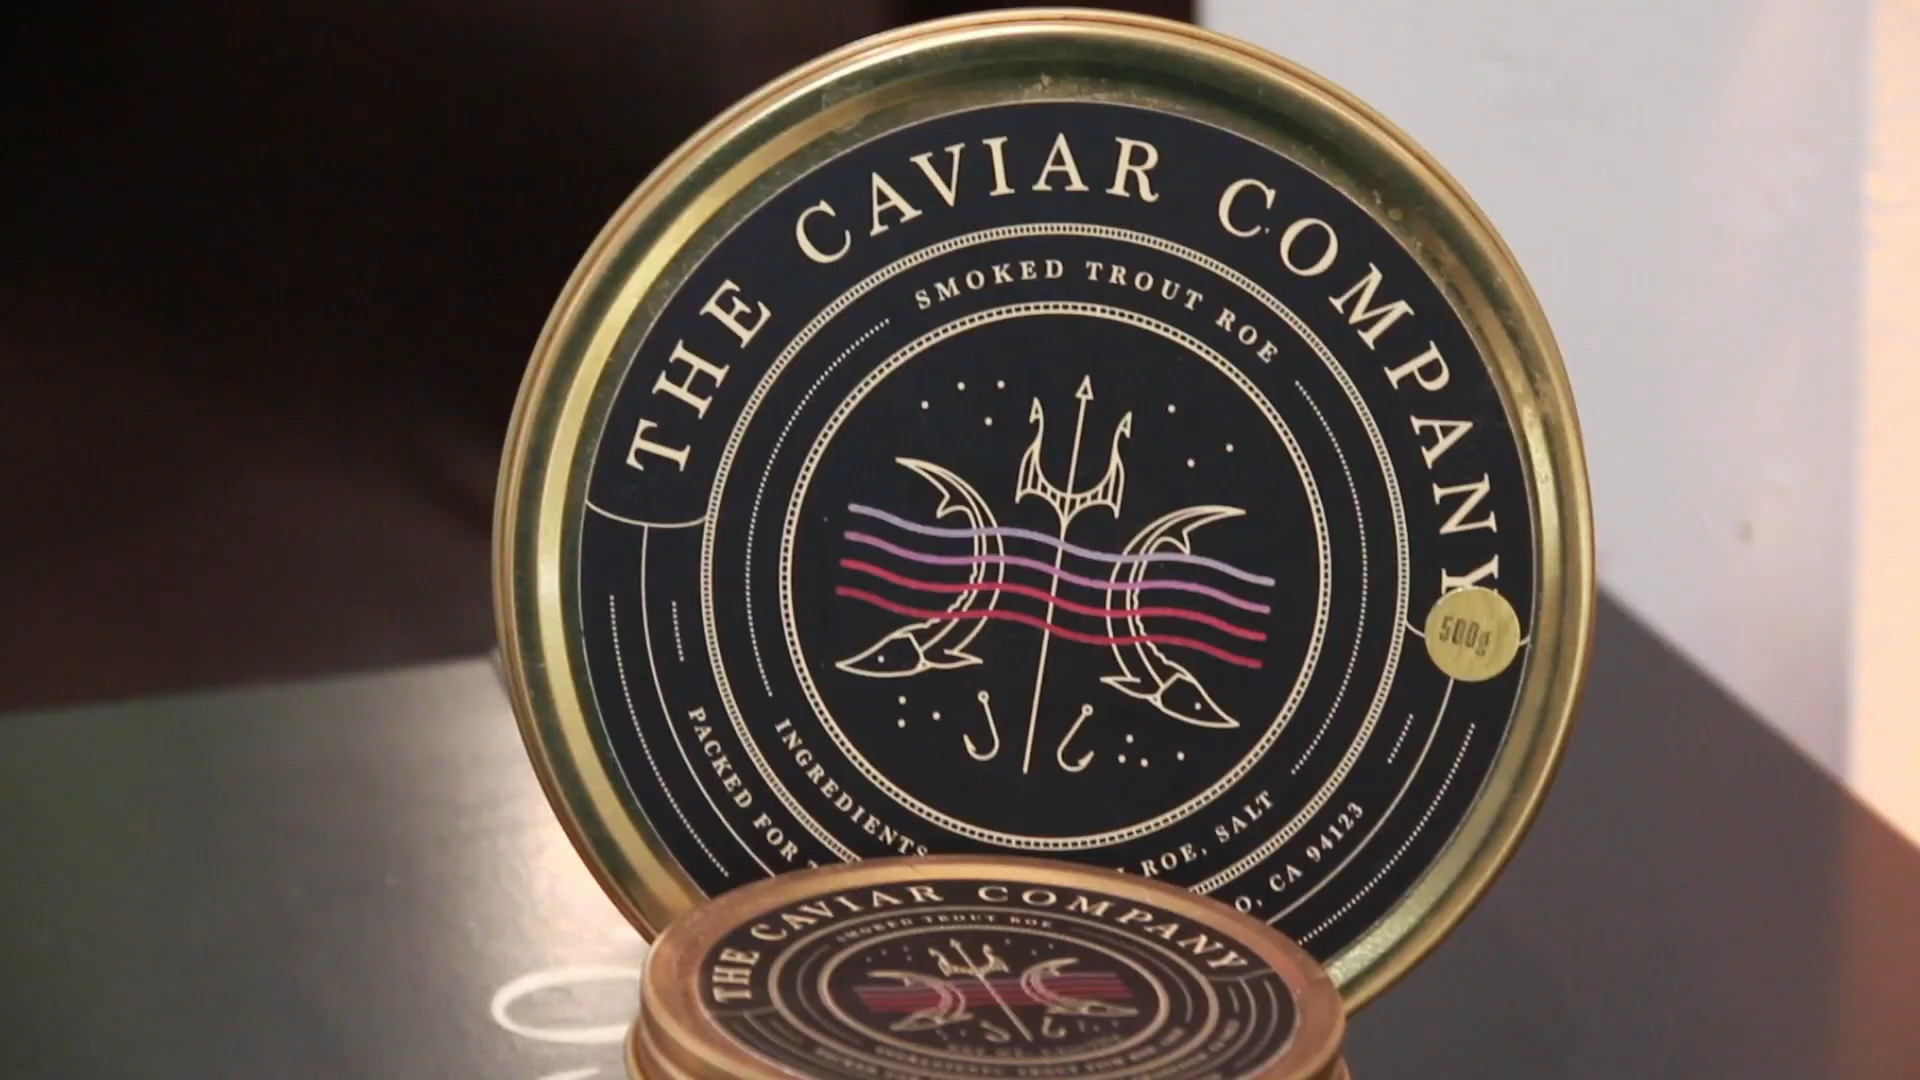 THE CAVIAR COMPANY
SMOKED TROUT ROE
500g
INGREDIENTS
ROE, SALT
PACKED FOR
CA 94123
THE CAVIAR COMPANY
SMOKED TROUT ROE